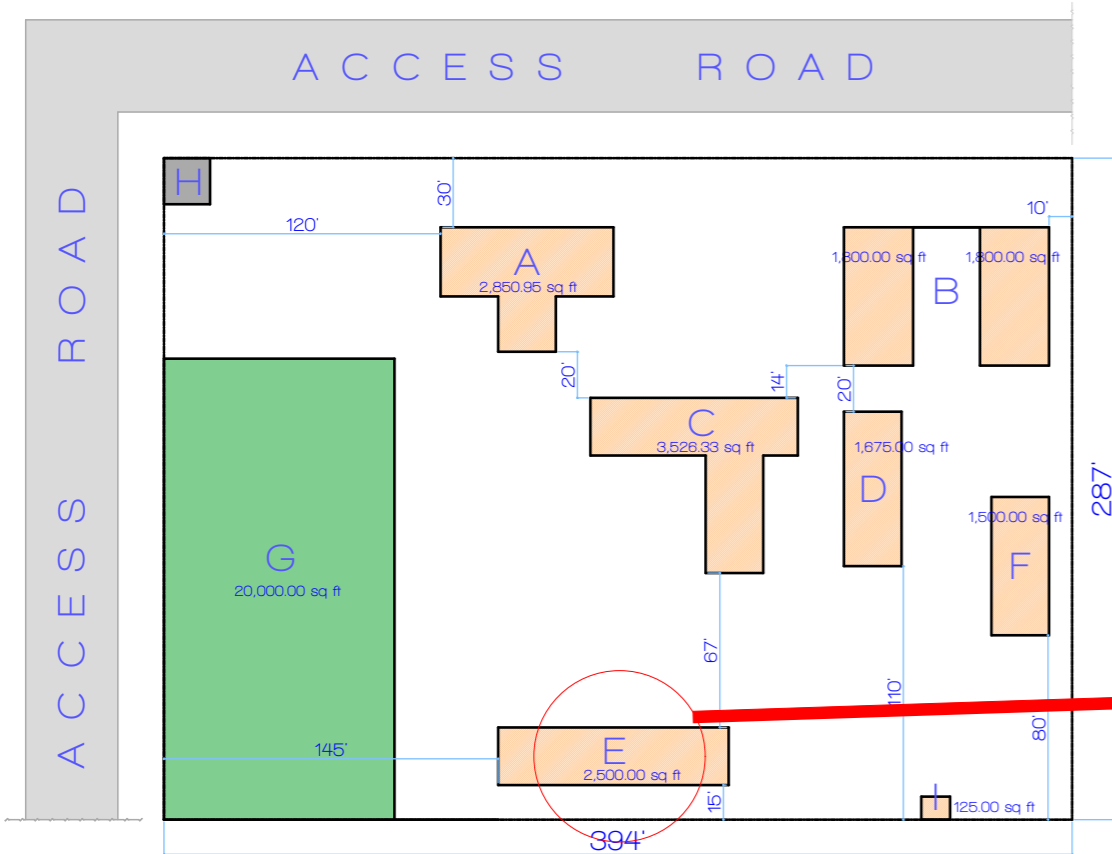 ACCESS ROAD
ACCESS ROAD
H
30'
10'
120'
A
2,850.95 sq ft
1,800.00 sq ft
1,800.00 sq ft
B
20'
14'
20'
C
3,526.33 sq ft
1,675.00 sq ft
D
287'
1,500.00 sq ft
F
G
20,000.00 sq ft
67'
110'
80'
145'
E
2,500.00 sq ft
15'
I
125.00 sq ft
394'